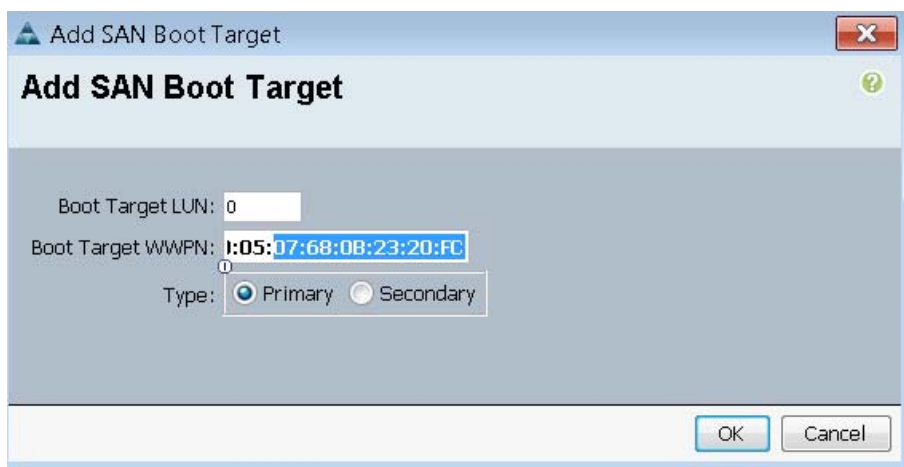 Add SAN Boot Target
Add SAN Boot Target
Boot Target LUN: 0
Boot Target WWPN: :05:07:68:0B:23:20:FC
Type: Primary Secondary
OK Cancel